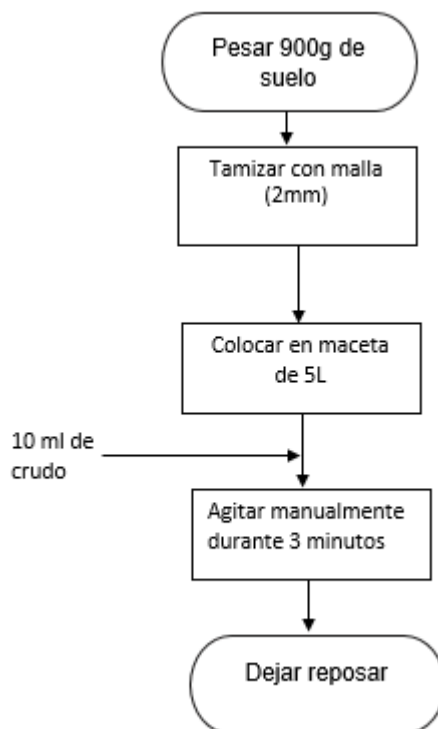 Pesar 900g de
suelo
Tamizar con malla
(2mm)
Colocar en maceta
de 5L
10 ml de
crudo
Agitar manualmente
durante 3 minutos
Dejar reposar